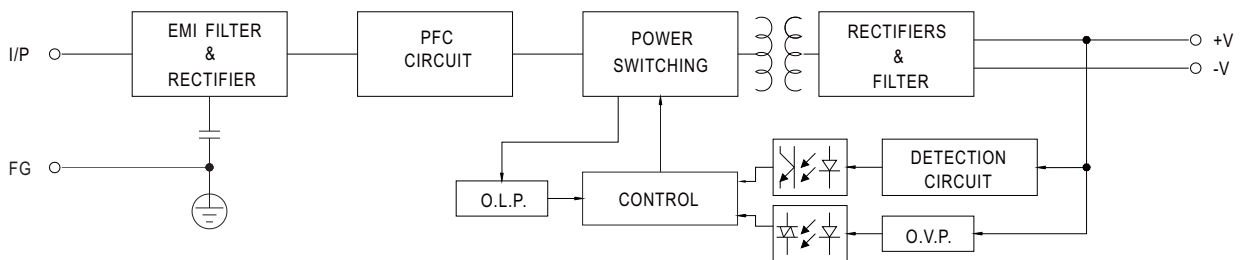 I/P
EMI FILTER
&
RECTIFIER
PFC
CIRCUIT
POWER
SWITCHING
RECTIFIERS
&
FILTER
+V
-V
FG
O.L.P.
CONTROL
DETECTION
CIRCUIT
O.V.P.